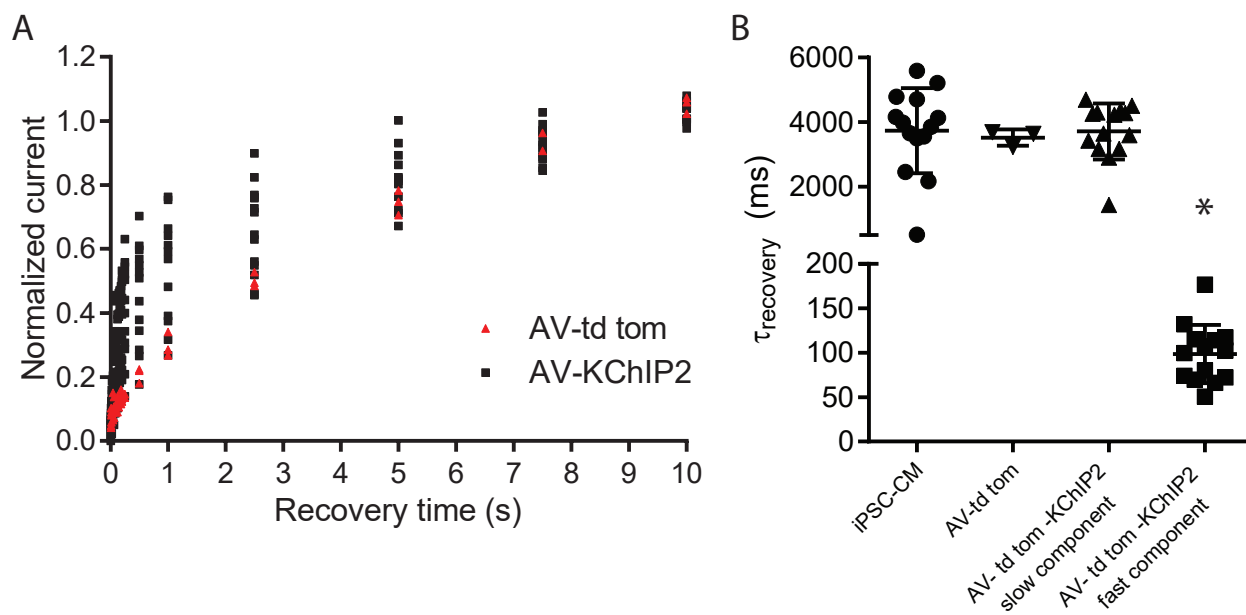 A
1.2
1.0
0.8
0.6
0.4
0.2
0.0
Normalized current
0 1 2 3 4 5 6 7 8 9 10
Recovery time (s)
AV-td tom
AV-KChIP2
B
6000
4000
2000
200
150
100
50
0
τrecovery (ms)
*
iPSC-CM
AV-td tom
AV- td tom -KChIP2
slow component
AV- td tom -KChIP2
fast component